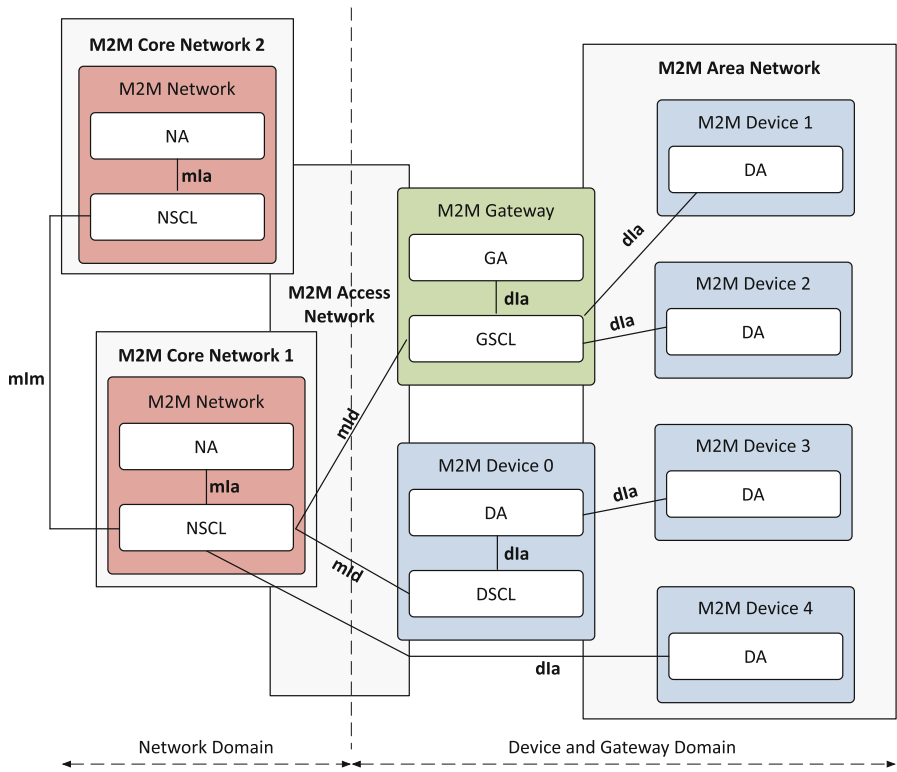 M2M Core Network 2
M2M Network
NA
mIa
NSCL
mIm
M2M Core Network 1
M2M Network
NA
mIa
NSCL
M2M Access
Network
mId
mId
M2M Gateway
GA
dIa
GSCL
M2M Device 0
DA
dIa
DSCL
M2M Area Network
M2M Device 1
DA
dIa
M2M Device 2
DA
dIa
M2M Device 3
DA
dIa
M2M Device 4
DA
dIa
Network Domain
Device and Gateway Domain